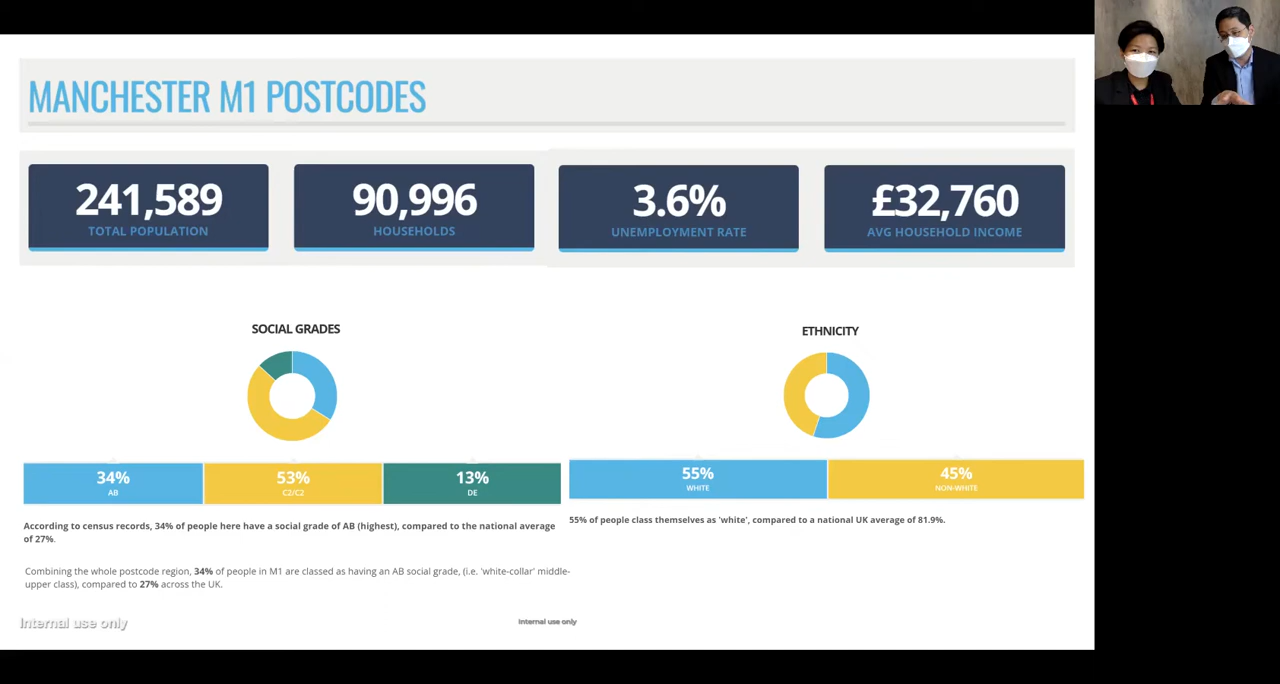 MANCHESTER M1 POSTCODES
241,589
TOTAL POPULATION
90,996
HOUSEHOLDS
3.6%
UNEMPLOYMENT RATE
£32,760
AVG HOUSEHOLD INCOME
SOCIAL GRADES
34%
AB
53%
C2/C2
13%
DE
According to census records, 34% of people here have a social grade of AB (highest), compared to the national average
of 27%.
Combining the whole postcode region, 34% of people in M1 are classed as having an AB social grade, (i.e. 'white-collar' middle-
upper class), compared to 27% across the UK.
ETHNICITY
55%
WHITE
45%
NON-WHITE
55% of people class themselves as 'white', compared to a national UK average of 81.9%.
Internal use only
Internal use only